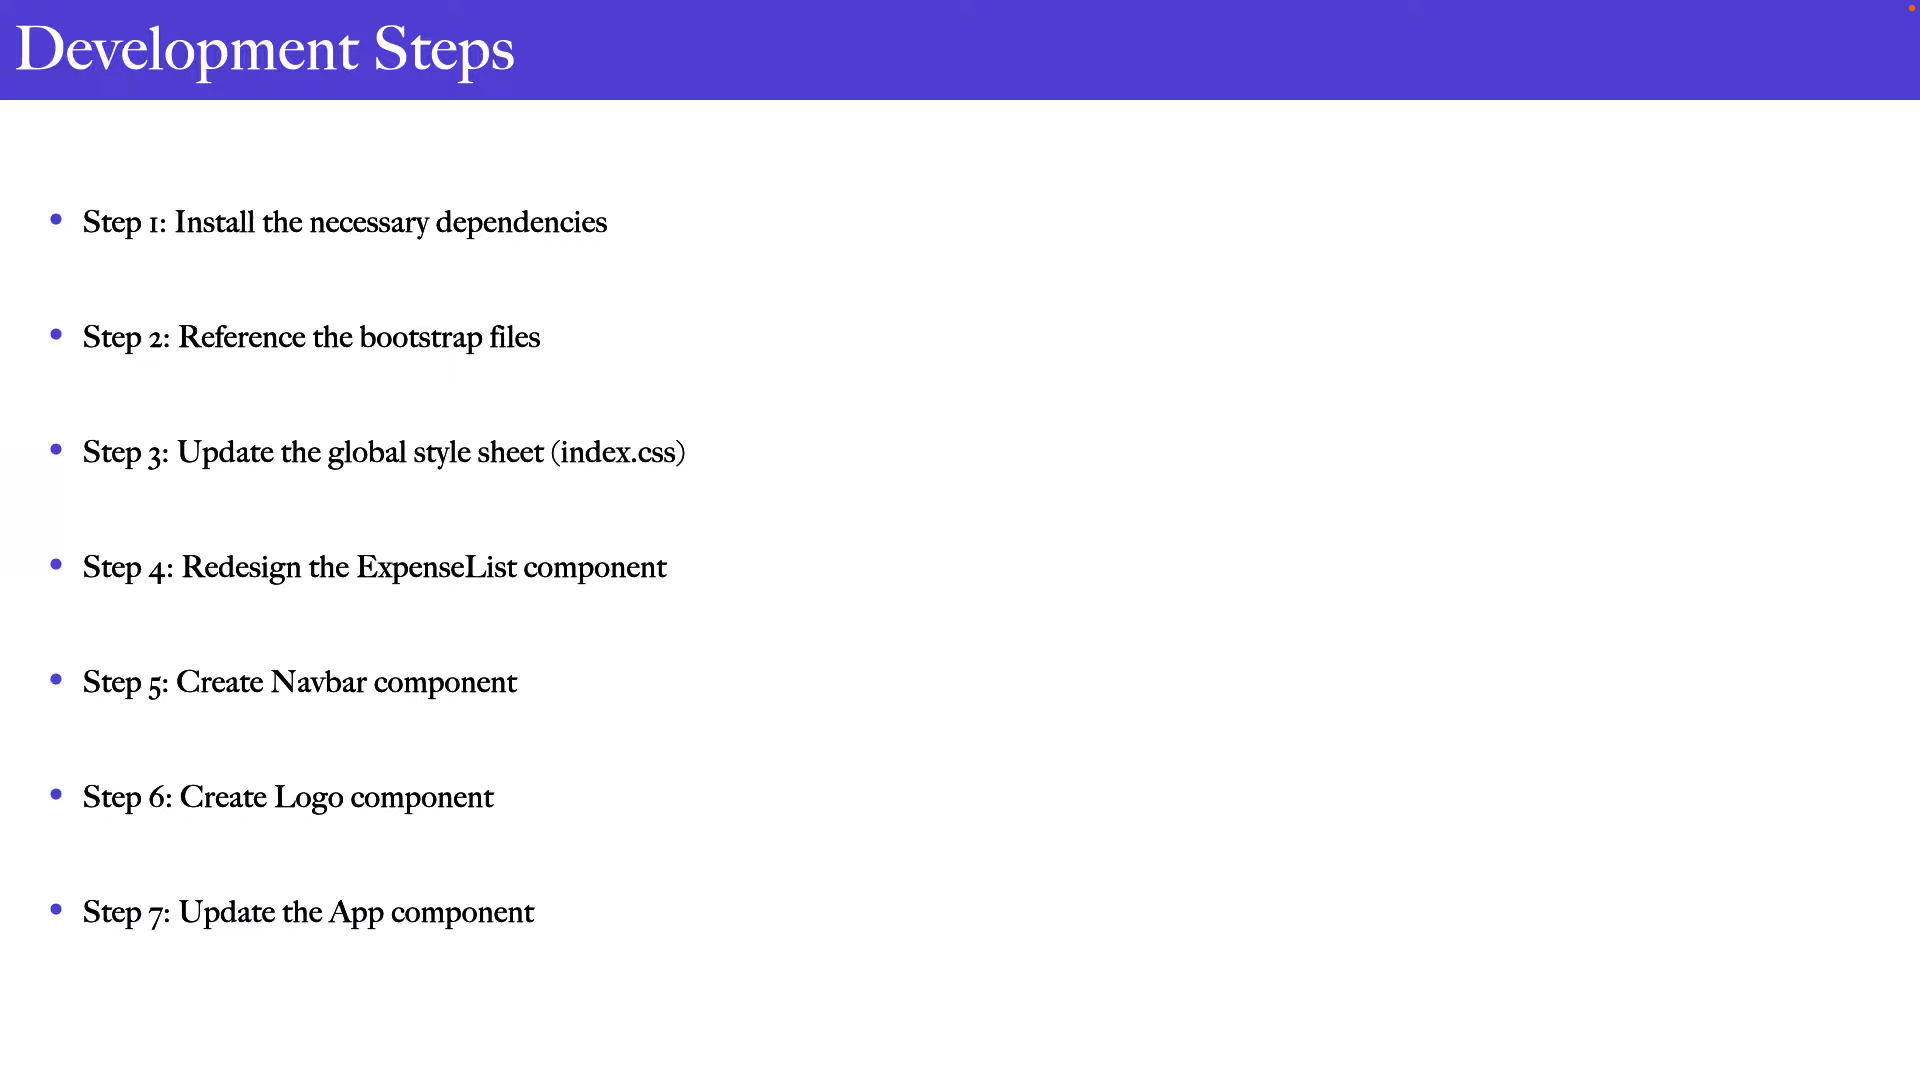 Development Steps
• Step 1: Install the necessary dependencies
• Step 2: Reference the bootstrap files
• Step 3: Update the global style sheet (index.css)
• Step 4: Redesign the ExpenseList component
• Step 5: Create Navbar component
• Step 6: Create Logo component
• Step 7: Update the App component